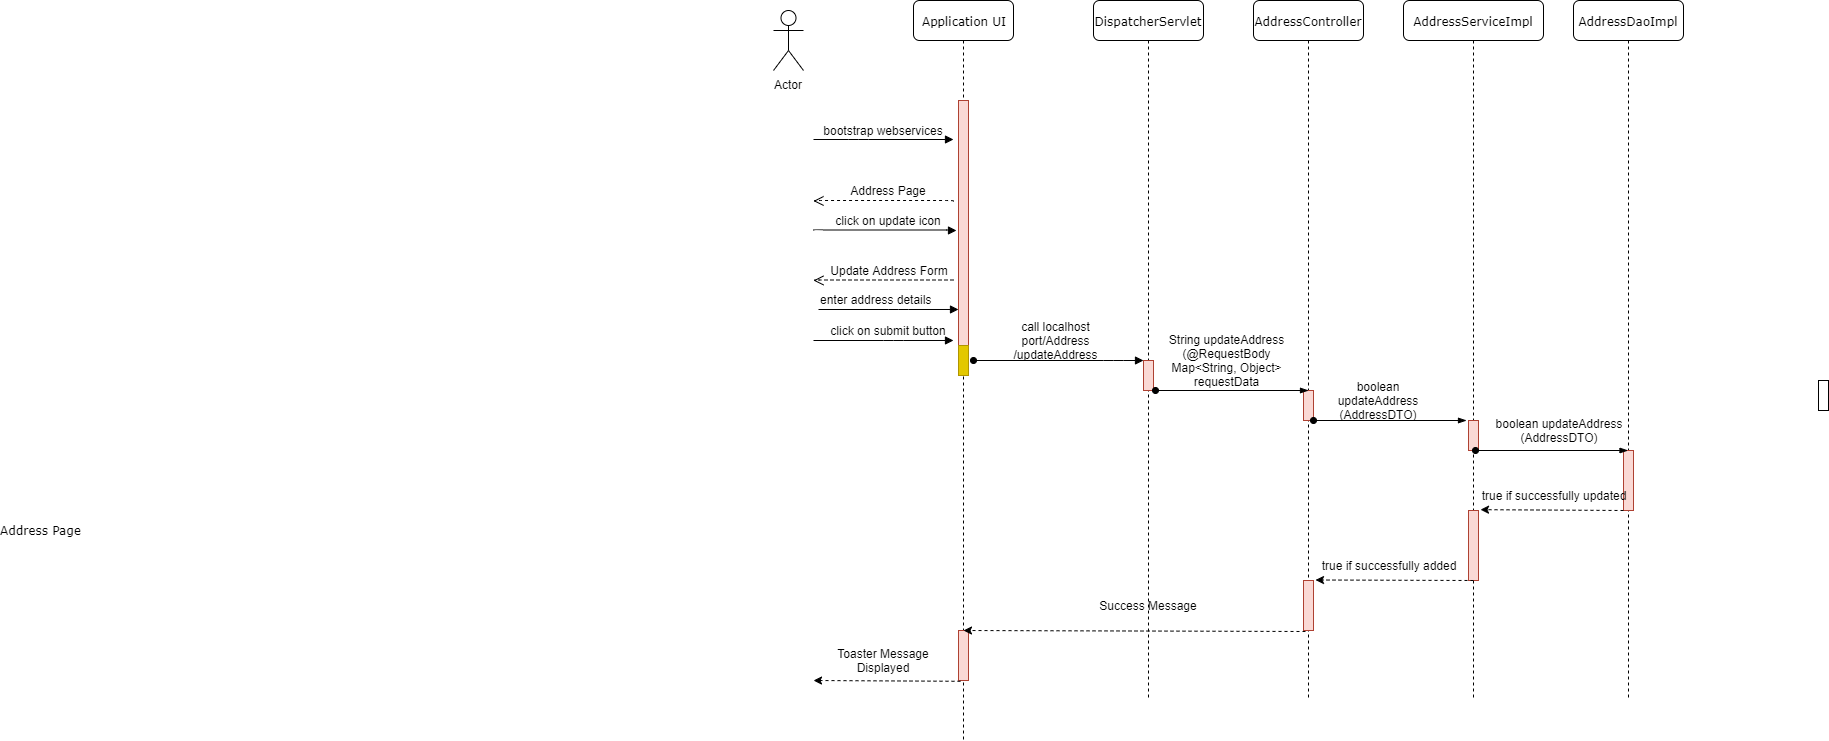 Application UI
DispatcherServlet
AddressController
AddressServiceImpl
AddressDaoImpl
Actor
bootstrap webservices
Address Page
click on update icon
Update Address Form
enter address details
click on submit button
call localhost
port/Address
/updateAddress
String updateAddress
(@RequestBody
Map<String, Object>
requestData
boolean
updateAddress
(AddressDTO)
boolean updateAddress
(AddressDTO)
true if successfully updated
Address Page
true if successfully added
Success Message
Toaster Message
Displayed